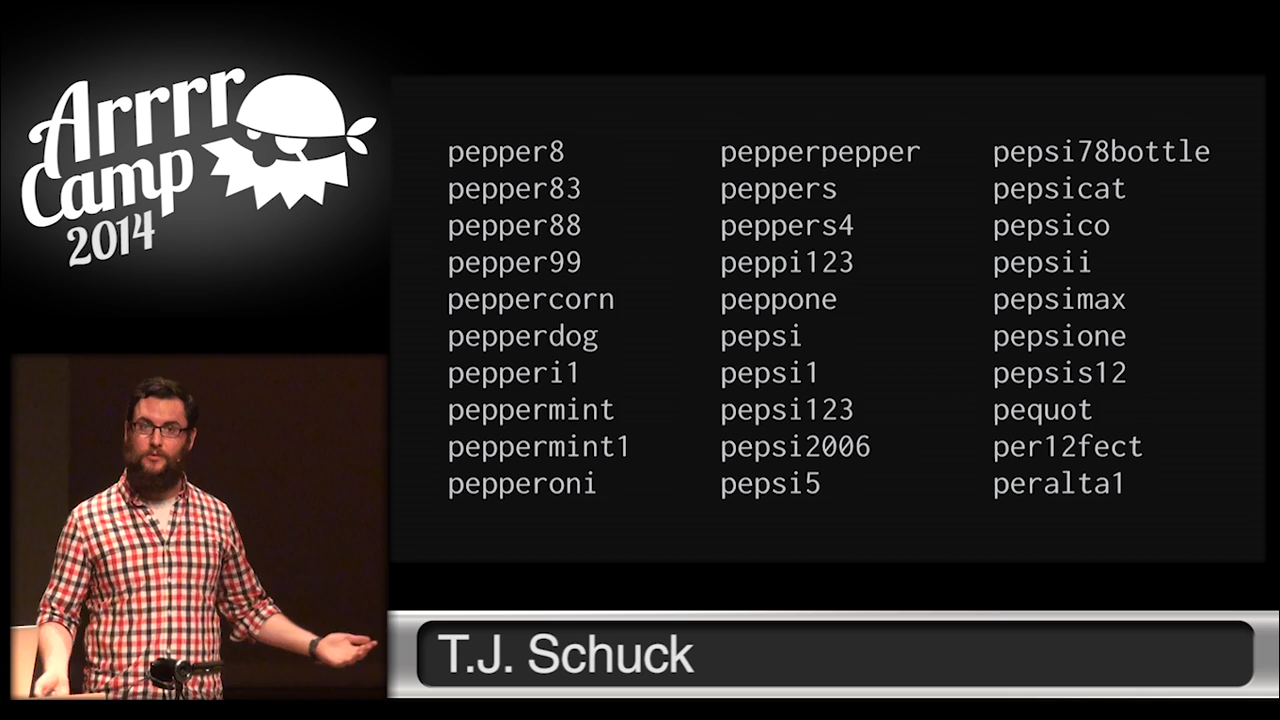 Arrrr
Camp
2014
pepper8 pepperpepper pepsi78bottle
pepper83 peppers pepsicat
pepper88 peppers4 pepsico
pepper99 peppi123 pepsii
peppercorn peppone pepsimax
pepperdog pepsi pepsione
pepperi1 pepsi1 pepsis12
peppermint pepsi123 pequot
peppermint1 pepsi2006 per12fect
pepperoni pepsi5 peralta1
T.J. Schuck